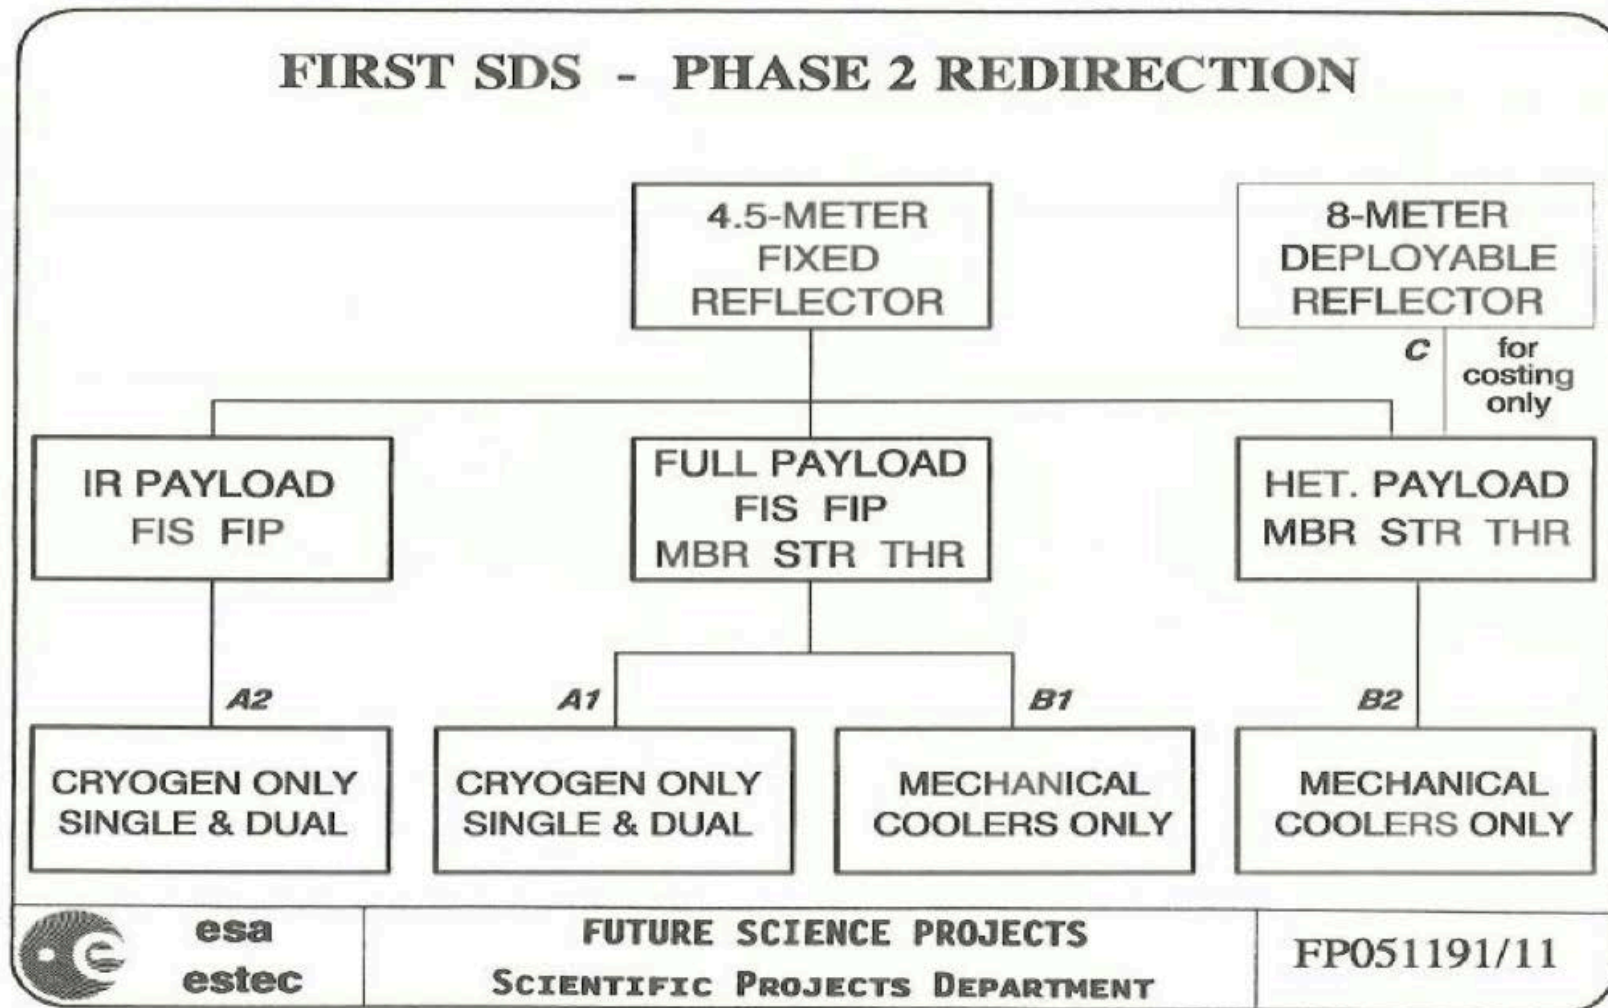 FIRST SDS - PHASE 2 REDIRECTION
4.5-METER
FIXED
REFLECTOR
8-METER
DEPLOYABLE
REFLECTOR
C
for
costing
only
IR PAYLOAD
FIS FIP
FULL PAYLOAD
FIS FIP
MBR STR THR
HET. PAYLOAD
MBR STR THR
A2
A1
B1
B2
CRYOGEN ONLY
SINGLE & DUAL
CRYOGEN ONLY
SINGLE & DUAL
MECHANICAL
COOLERS ONLY
MECHANICAL
COOLERS ONLY
esa
estec
FUTURE SCIENCE PROJECTS
SCIENTIFIC PROJECTS DEPARTMENT
FP051191/11